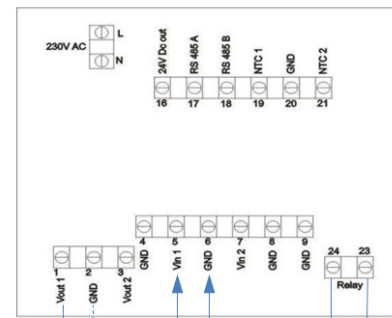 L
230V AC
N
24V Dc out
RS 485 A
RS 485 B
NTC 1
GND
NTC 2
16 17 18 19 20 21
4 5 6 7 8 9
GND
Vin 1
GND
Vin 2
GND
GND
1 2 3
Vout 1
GND
Vout 2
24 23
Relay